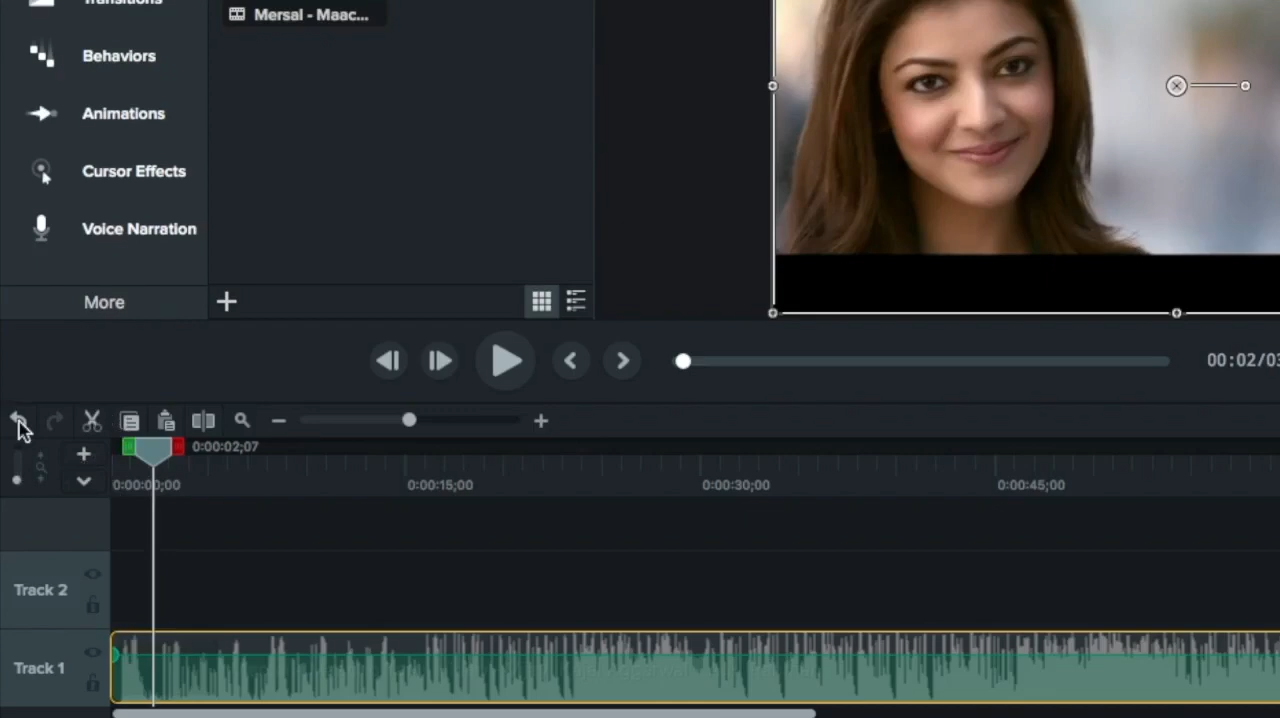 Transitions
Mersal - Maac...
Behaviors
Animations
Cursor Effects
Voice Narration
More
00:02/03
0:00:02;07
0:00:00;00
0:00:15;00
0:00:30;00
0:00:45;00
Track 2
Track 1